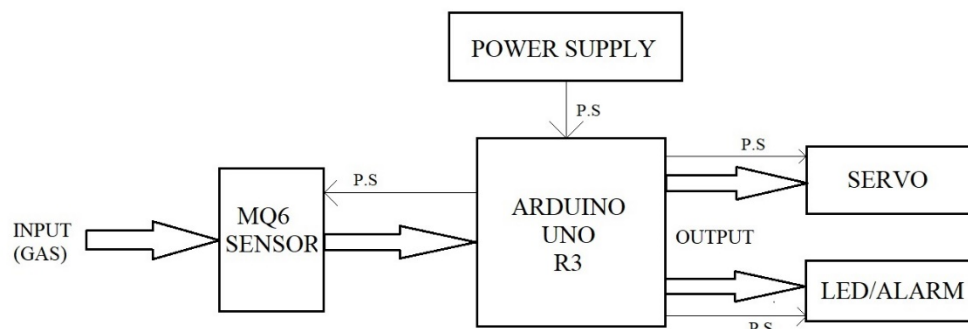 POWER SUPPLY
P.S
P.S
P.S
SERVO
MQ6
SENSOR
ARDUINO
UNO
R3
INPUT
(GAS)
OUTPUT
LED/ALARM
P.S